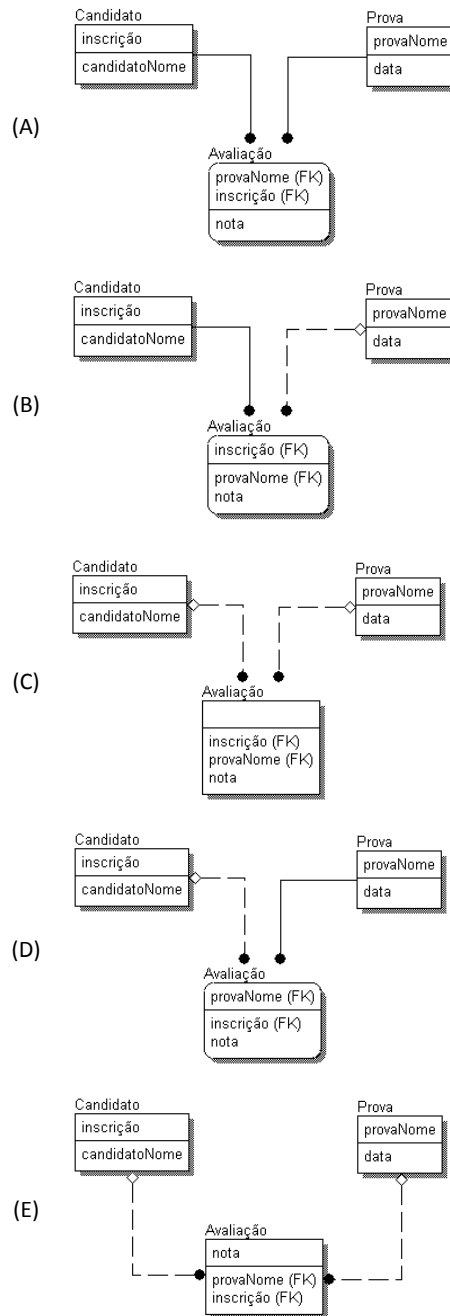 Candidato
inscrição
candidatoNome
Prova
provaNome
data
(A)
Avaliação
provaNome (FK)
inscrição (FK)
nota
Candidato
inscrição
candidatoNome
Prova
provaNome
data
(B)
Avaliação
inscrição (FK)
provaNome (FK)
nota
Candidato
inscrição
candidatoNome
Prova
provaNome
data
(C)
Avaliação
inscrição (FK)
provaNome (FK)
nota
Candidato
inscrição
candidatoNome
Prova
provaNome
data
(D)
Avaliação
provaNome (FK)
inscrição (FK)
nota
Candidato
inscrição
candidatoNome
Prova
provaNome
data
(E)
Avaliação
nota
provaNome (FK)
inscrição (FK)